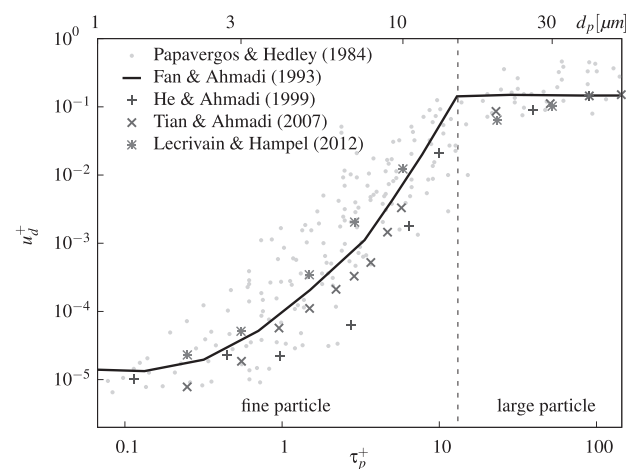 1 3 10 30 d_p [μm]
10^0
10^-1
10^-2
10^-3
10^-4
10^-5
u_d^+
Papavergos & Hedley (1984)
Fan & Ahmadi (1993)
He & Ahmadi (1999)
Tian & Ahmadi (2007)
Lecrivain & Hampel (2012)
fine particle large particle
0.1 1 10 100
τ_p^+